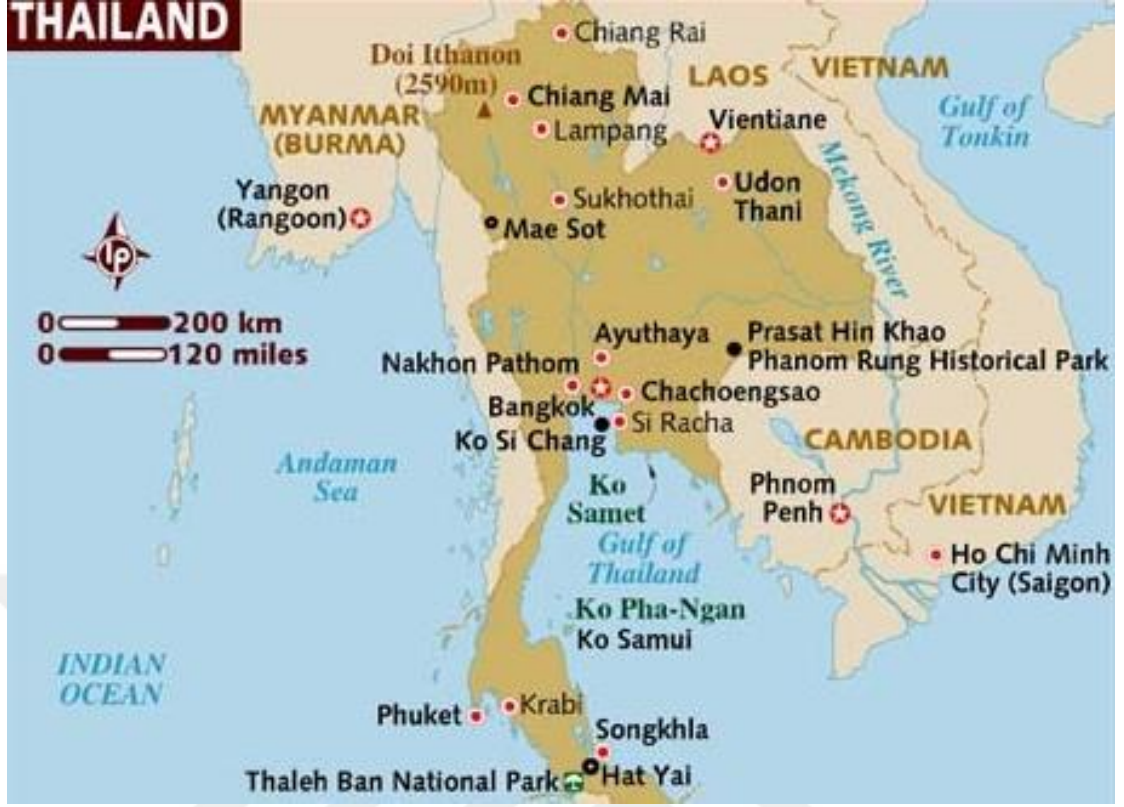 THAILAND
Chiang Rai
Doi Ithanon
(2590m)
Chiang Mai
Lampang
LAOS
VIETNAM
Gulf of
Tonkin
MYANMAR
(BURMA)
Vientiane
Yangon
(Rangoon)
Sukhothai
Udon
Thani
Mekong River
Mae Sot
lp
0 200 km
0 120 miles
Ayuthaya
Prasat Hin Khao
Phanom Rung Historical Park
Nakhon Pathom
Chachoengsao
Bangkok
Si Racha
Ko Si Chang
CAMBODIA
Andaman
Sea
Ko
Samet
Phnom
Penh
VIETNAM
Gulf of
Thailand
Ho Chi Minh
City (Saigon)
Ko Pha-Ngan
Ko Samui
INDIAN
OCEAN
Phuket
Krabi
Songkhla
Hat Yai
Thaleh Ban National Park